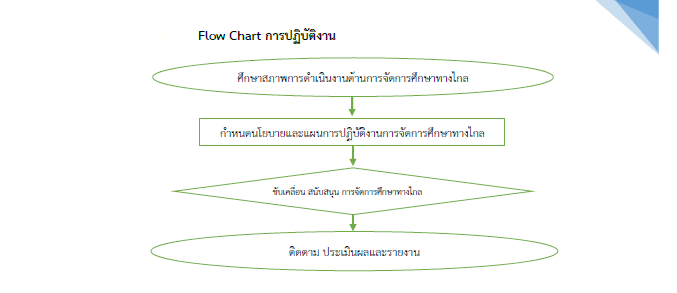 Flow Chart การปฏิบัติงาน
ศึกษาสภาพการดำเนินงานด้านการจัดการศึกษาทางไกล
กำหนดนโยบายและแผนการปฏิบัติงานการจัดการศึกษาทางไกล
ขับเคลื่อน สนับสนุน การจัดการศึกษาทางไกล
ติดตาม ประเมินผลและรายงาน